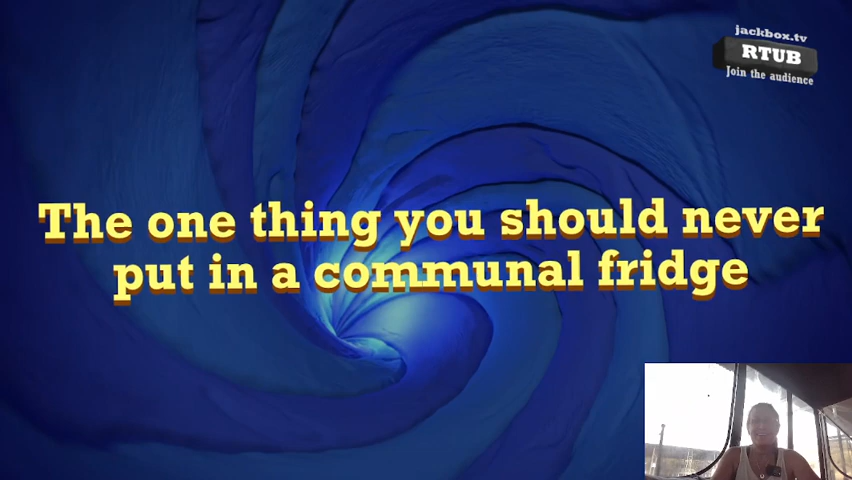 jackbox.tv
RTUB
Join the audience
The one thing you should never
put in a communal fridge